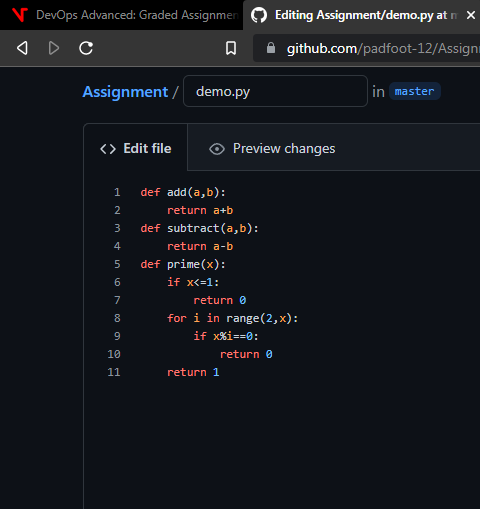 DevOps Advanced: Graded Assignmen
Editing Assignment/demo.py at m
github.com/padfoot-12/Assignm
Assignment / demo.py in master
Edit file
Preview changes
1 def add(a,b):
2 return a+b
3 def subtract(a,b):
4 return a-b
5 def prime(x):
6 if x<=1:
7 return 0
8 for i in range(2,x):
9 if x%i==0:
10 return 0
11 return 1